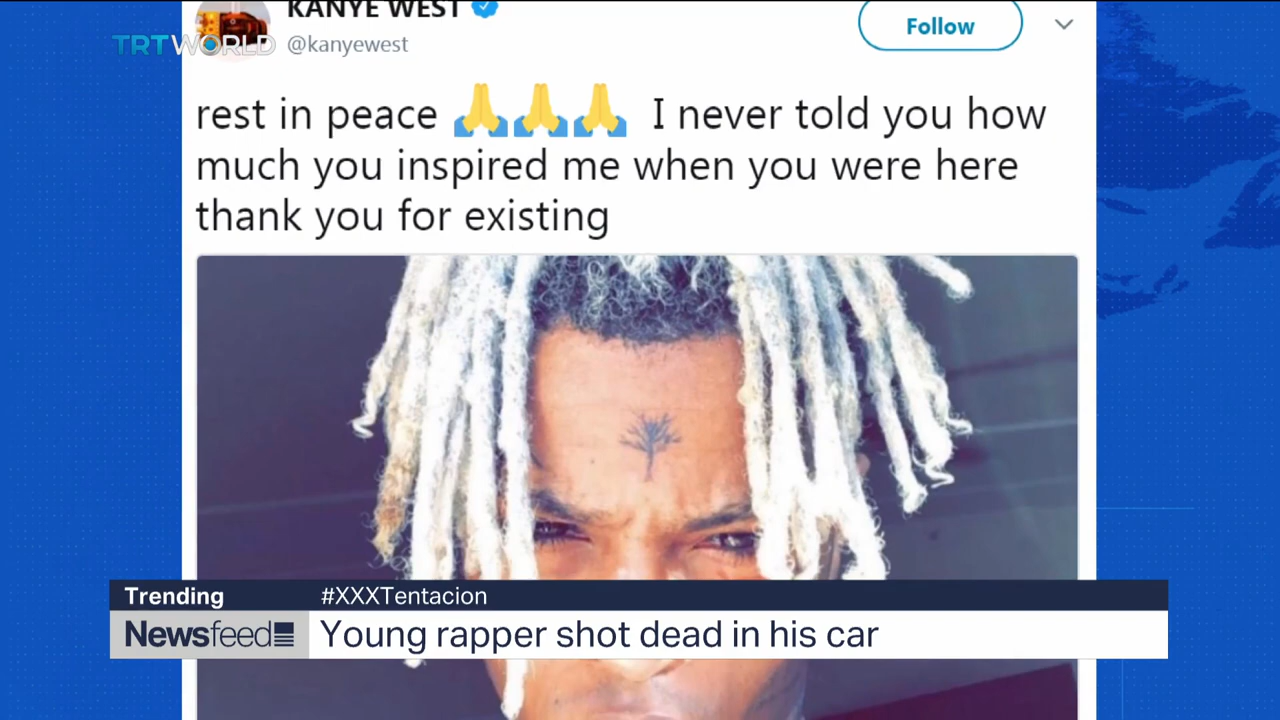 KANYE WEST
Follow
TRTWORLD
@kanyewest
rest in peace 🙏🙏🙏 I never told you how
much you inspired me when you were here
thank you for existing
Trending #XXXTentacion
Newsfeed Young rapper shot dead in his car